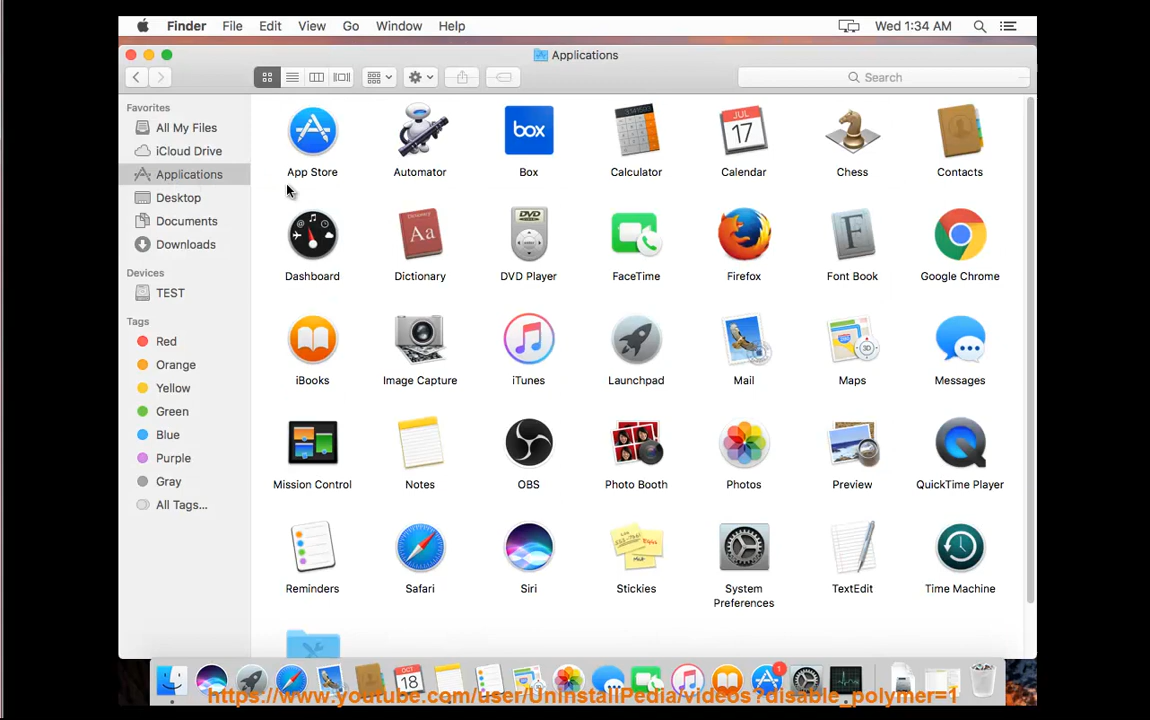 Finder File Edit View Go Window Help Wed 1:34 AM
Applications
Search
Favorites
All My Files
iCloud Drive
Applications
Desktop
Documents
Downloads
Devices
TEST
Tags
Red
Orange
Yellow
Green
Blue
Purple
Gray
All Tags...
box
JUL
17
App Store Automator Box Calculator Calendar Chess Contacts
Dictionary
Aa
DVD
F
Dashboard Dictionary DVD Player FaceTime Firefox Font Book Google Chrome
3D
iBooks Image Capture iTunes Launchpad Mail Maps Messages
Mission Control Notes OBS Photo Booth Photos Preview QuickTime Player
Reminders Safari Siri Stickies System Preferences TextEdit Time Machine
OCT
18
1
https://www.youtube.com/user/UninstallPedia/videos?disable_polymer=1